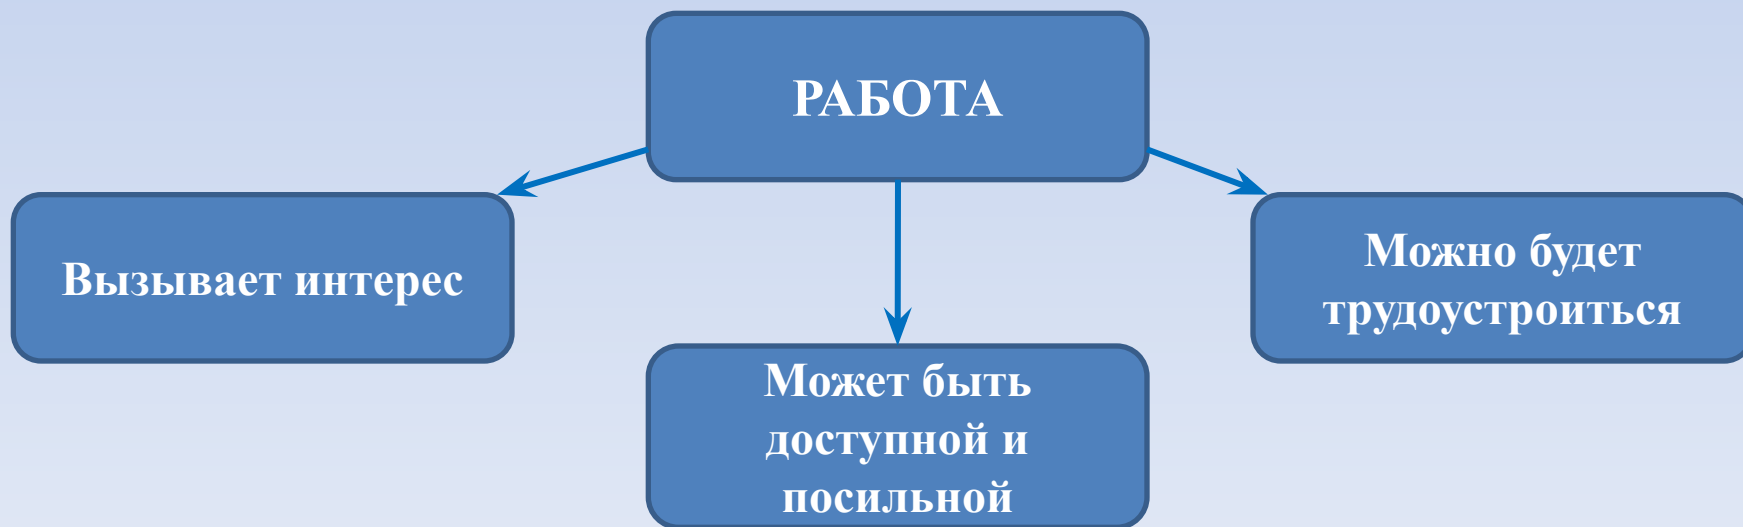 РАБОТА
Вызывает интерес
Можно будет
трудоустроиться
Может быть
доступной и
посильной